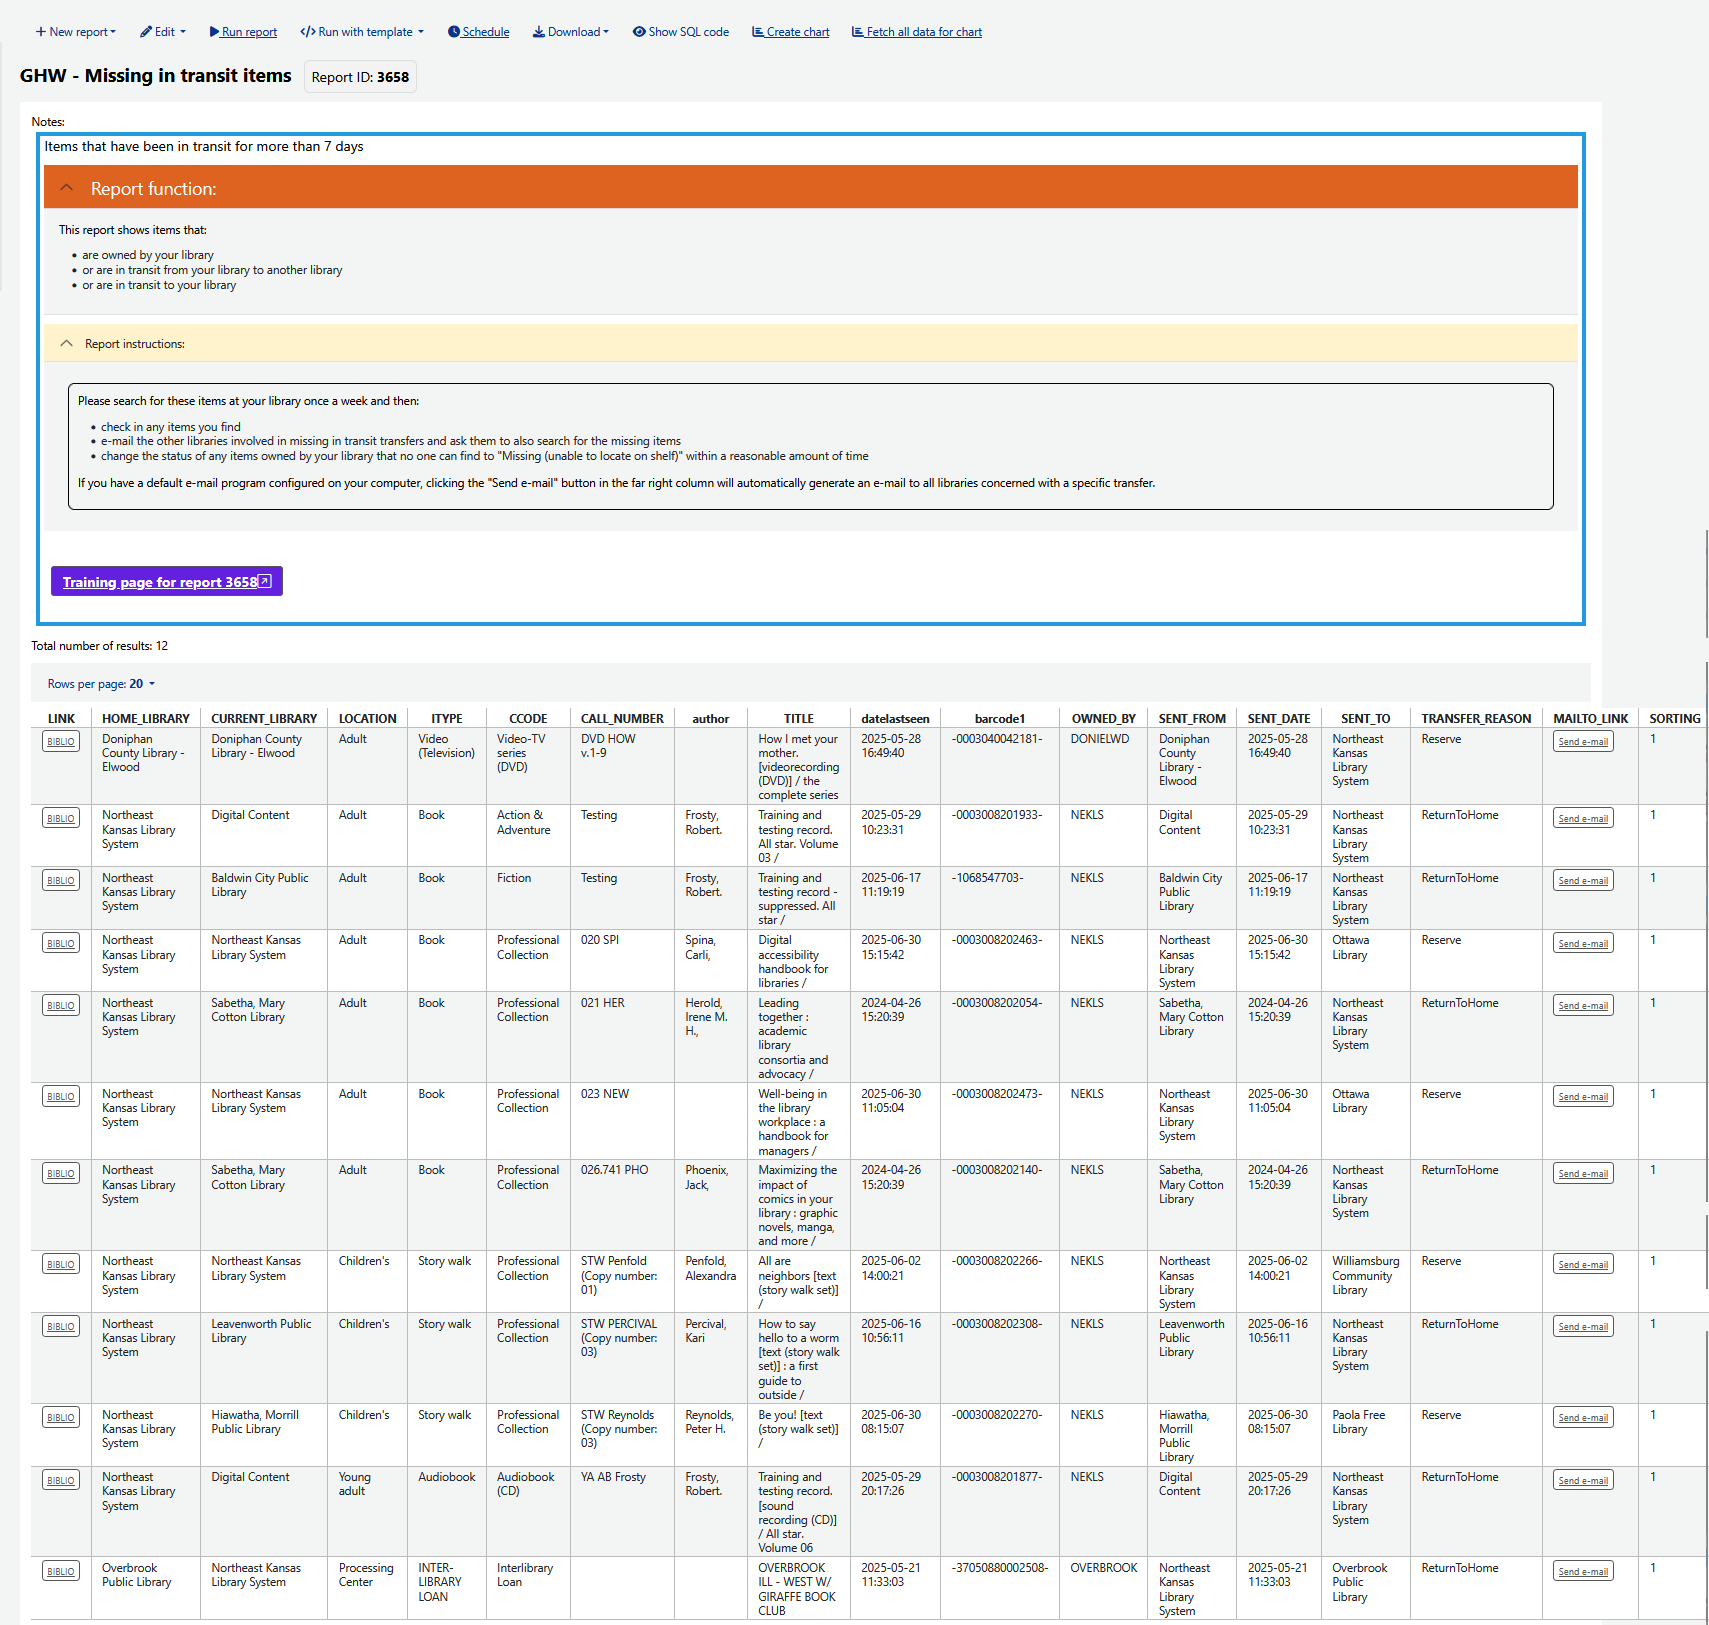 New report Edit Run report Run with template Schedule Download Show SQL code Create chart Fetch all data for chart
GHW - Missing in transit items Report ID: 3658
Notes:
Items that have been in transit for more than 7 days
Report function:
This report shows items that:
• are owned by your library
• or are in transit from your library to another library
• or are in transit to your library
Report instructions:
Please search for these items at your library once a week and then:
• check in any items you find
• e-mail the other libraries involved in missing in transit transfers and ask them to also search for the missing items
• change the status of any items owned by your library that no one can find to "Missing (unable to locate on shelf)" within a reasonable amount of time
If you have a default e-mail program configured on your computer, clicking the "Send e-mail" button in the far right column will automatically generate an e-mail to all libraries concerned with a specific transfer.
Training page for report 3658
Total number of results: 12
Rows per page: 20
LINK HOME_LIBRARY CURRENT_LIBRARY LOCATION ITYPE CCODE CALL_NUMBER author TITLE datelastseen barcode1 OWNED_BY SENT_FROM SENT_DATE SENT_TO TRANSFER_REASON MAILTO_LINK SORTING
BIBLIO Doniphan Doniphan County Adult Video Video-TV DVD HOW How I met your 2025-05-28 -0003040042181- DONIELWD Doniphan 2025-05-28 Northeast Reserve Send e-mail 1
County Library - Library - Elwood (Television) series v.1-9 mother. 16:49:40 County 16:49:40 Kansas
Elwood (DVD) [videorecording Library - Library
(DVD)] / the Elwood System
complete series
BIBLIO Northeast Digital Content Adult Book Action & Testing Frosty, Training and 2025-05-29 -0003008201933- NEKLS Digital 2025-05-29 Northeast ReturnToHome Send e-mail 1
Kansas Library Adventure Robert. testing record. 10:23:31 Content 10:23:31 Kansas
System All star. Volume Library
03 / System
BIBLIO Northeast Baldwin City Public Adult Book Fiction Testing Frosty, Training and 2025-06-17 -1068547703- NEKLS Baldwin City 2025-06-17 Northeast ReturnToHome Send e-mail 1
Kansas Library Library Robert. testing record - 11:19:19 Public 11:19:19 Kansas
System suppressed. All Library Library
star / System
BIBLIO Northeast Northeast Kansas Adult Book Professional 020 SPI Spina, Digital 2025-06-30 -0003008202463- NEKLS Northeast 2025-06-30 Ottawa Reserve Send e-mail 1
Kansas Library Library System Collection Carli, accessibility 15:15:42 Kansas 15:15:42 Library
System handbook for Library
libraries / System
BIBLIO Northeast Sabetha, Mary Adult Book Professional 021 HER Herold, Leading 2024-04-26 -0003008202054- NEKLS Sabetha, 2024-04-26 Northeast ReturnToHome Send e-mail 1
Kansas Library Cotton Library Collection Irene M. together : 15:20:39 Mary Cotton 15:20:39 Kansas
System H., academic Library Library
library System
consortia and
advocacy /
BIBLIO Northeast Northeast Kansas Adult Book Professional 023 NEW Well-being in 2025-06-30 -0003008202473- NEKLS Northeast 2025-06-30 Ottawa Reserve Send e-mail 1
Kansas Library Library System Collection the library 11:05:04 Kansas 11:05:04 Library
System workplace : a Library
handbook for System
managers /
BIBLIO Northeast Sabetha, Mary Adult Book Professional 026.741 PHO Phoenix, Maximizing the 2024-04-26 -0003008202140- NEKLS Sabetha, 2024-04-26 Northeast ReturnToHome Send e-mail 1
Kansas Library Cotton Library Collection Jack, impact of 15:20:39 Mary Cotton 15:20:39 Kansas
System comics in your Library Library
library : graphic System
novels, manga,
and more /
BIBLIO Northeast Northeast Kansas Children's Story walk Professional STW Penfold Penfold, All are 2025-06-02 -0003008202266- NEKLS Northeast 2025-06-02 Williamsburg Reserve Send e-mail 1
Kansas Library Library System Collection (Copy number: Alexandra neighbors [text 14:00:21 Kansas 14:00:21 Community
System 01) (story walk set)] Library Library
/ System
BIBLIO Northeast Leavenworth Public Children's Story walk Professional STW PERCIVAL Percival, How to say 2025-06-16 -0003008202308- NEKLS Leavenworth 2025-06-16 Northeast ReturnToHome Send e-mail 1
Kansas Library Library Collection (Copy number: Kari hello to a worm 10:56:11 Public 10:56:11 Kansas
System 03) [text (story walk Library Library
set)] : a first System
guide to
outside /
BIBLIO Northeast Hiawatha, Morrill Children's Story walk Professional STW Reynolds Reynolds, Be you! [text 2025-06-30 -0003008202270- NEKLS Hiawatha, 2025-06-30 Paola Free Reserve Send e-mail 1
Kansas Library Public Library Collection (Copy number: Peter H. (story walk set)] 08:15:07 Morrill 08:15:07 Library
System 03) / Public
Library
BIBLIO Northeast Digital Content Young Audiobook Audiobook YA AB Frosty Frosty, Training and 2025-05-29 -0003008201877- NEKLS Digital 2025-05-29 Northeast ReturnToHome Send e-mail 1
Kansas Library adult (CD) Robert. testing record. 20:17:26 Content 20:17:26 Kansas
System [sound Library
recording (CD)] System
/ All star.
Volume 06
BIBLIO Overbrook Northeast Kansas Processing INTER- Interlibrary OVERBROOK 2025-05-21 -37050880002508- OVERBROOK Northeast 2025-05-21 Overbrook ReturnToHome Send e-mail 1
Public Library Library System Center LIBRARY Loan ILL - WEST W/ 11:33:03 Kansas 11:33:03 Public
LOAN GIRAFFE BOOK Library Library
CLUB System